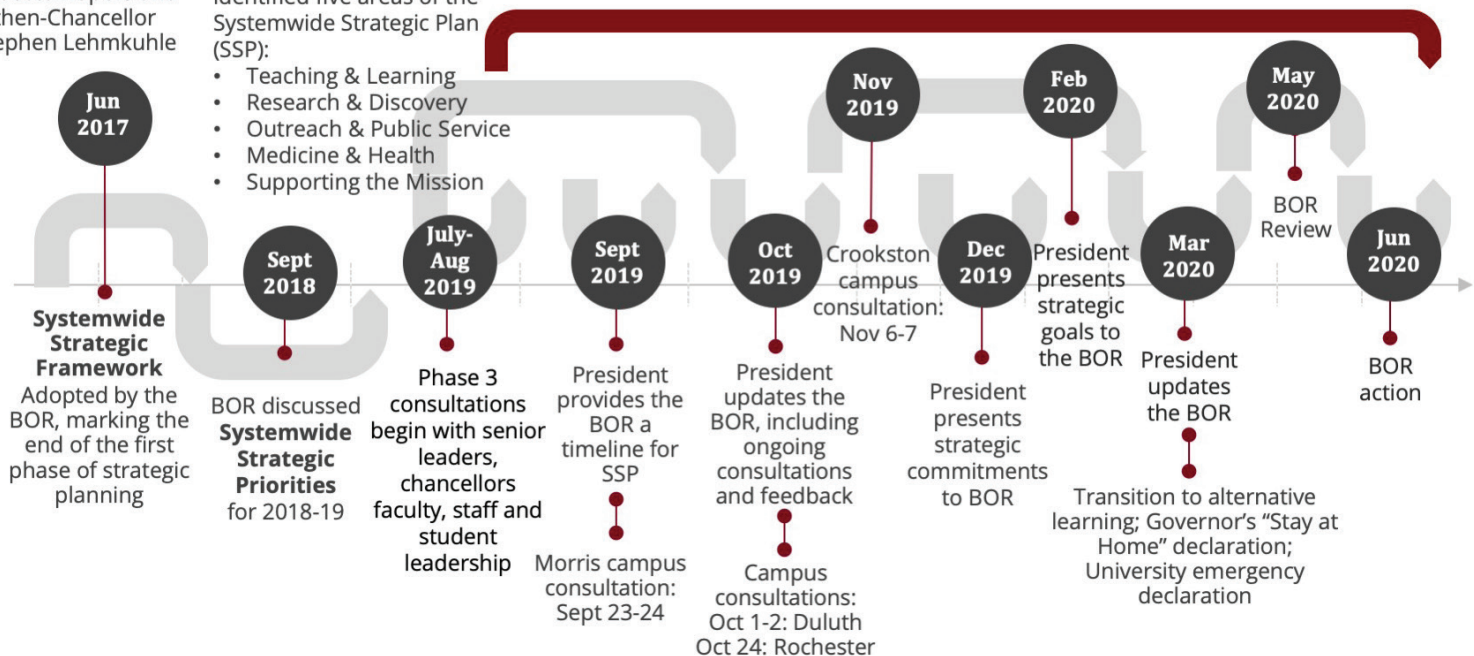 then-Chancellor
ephen Lehmkuhle
Jun
2017
Systemwide
Strategic
Framework
Adopted by the
BOR, marking the
end of the first
phase of strategic
planning
Systemwide Strategic Plan
(SSP):
• Teaching & Learning
• Research & Discovery
• Outreach & Public Service
• Medicine & Health
• Supporting the Mission
Sept
2018
BOR discussed
Systemwide
Strategic
Priorities
for 2018-19
July-
Aug
2019
Phase 3
consultations
begin with senior
leaders,
chancellors
faculty, staff and
student
leadership
Sept
2019
President
provides the
BOR a
timeline for
SSP
Morris campus
consultation:
Sept 23-24
Oct
2019
President
updates the
BOR, including
ongoing
consultations
and feedback
Campus
consultations:
Oct 1-2: Duluth
Oct 24: Rochester
Nov
2019
Crookston
campus
consultation:
Nov 6-7
Dec
2019
President
presents
strategic
commitments
to BOR
Feb
2020
President
presents
strategic
goals to
the BOR
Mar
2020
President
updates
the BOR
Transition to alternative
learning; Governor’s “Stay at
Home” declaration;
University emergency
declaration
May
2020
BOR
Review
Jun
2020
BOR
action